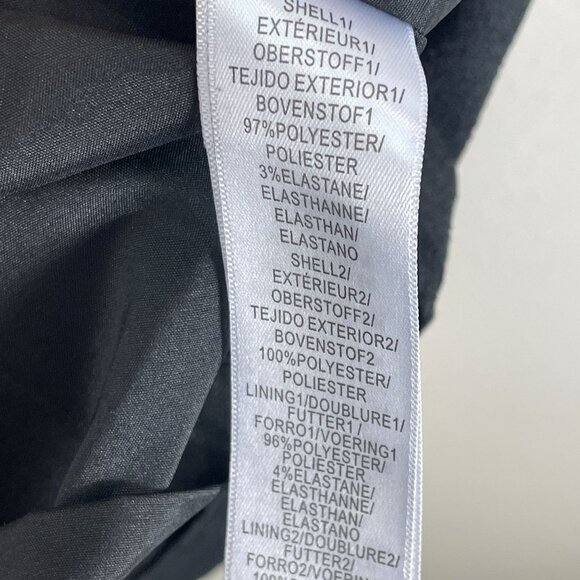 SHELL1/
EXTÉRIEUR1/
OBERSTOFF1/
TEJIDO EXTERIOR1/
BOVENSTOF1
97%POLYESTER/
POLIESTER
3%ELASTANE/
ELASTHANNE/
ELASTHAN/
ELASTANO
SHELL2/
EXTÉRIEUR2/
OBERSTOFF2/
TEJIDO EXTERIOR2/
BOVENSTOF2
100%POLYESTER/
POLIESTER
LINING1/DOUBLURE1/
FUTTER1/
FORRO1/VOERING1
96%POLYESTER/
POLIESTER
4%ELASTANE/
ELASTHANNE/
ELASTHAN/
ELASTANO
LINING2/DOUBLURE2/
FUTTER2/
FORRO2/VOERING2